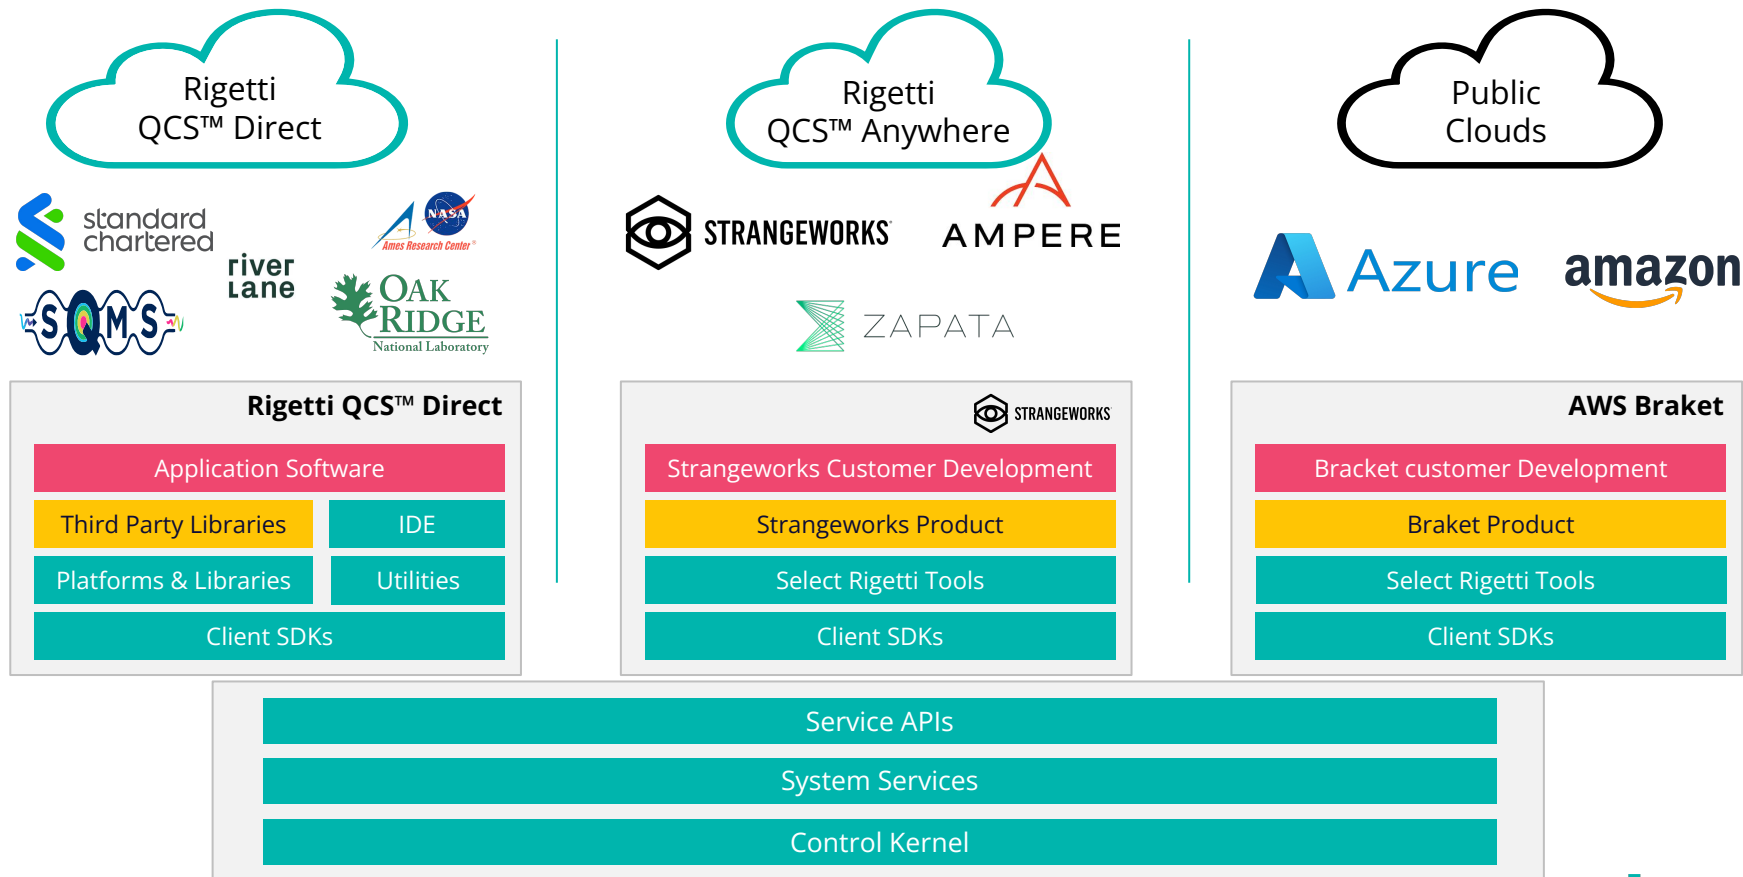 Rigetti
QCS™ Direct
Rigetti
QCS™ Anywhere
Public
Clouds
standard
chartered
NASA
Ames Research Center
river
Lane
SQMS
OAK
RIDGE
National Laboratory
STRANGEWORKS
AMPERE
ZAPATA
Azure
amazon
Rigetti QCS™ Direct
Application Software
Third Party Libraries
IDE
Platforms & Libraries
Utilities
Client SDKs
STRANGEWORKS
Strangeworks Customer Development
Strangeworks Product
Select Rigetti Tools
Client SDKs
AWS Braket
Bracket customer Development
Braket Product
Select Rigetti Tools
Client SDKs
Service APIs
System Services
Control Kernel